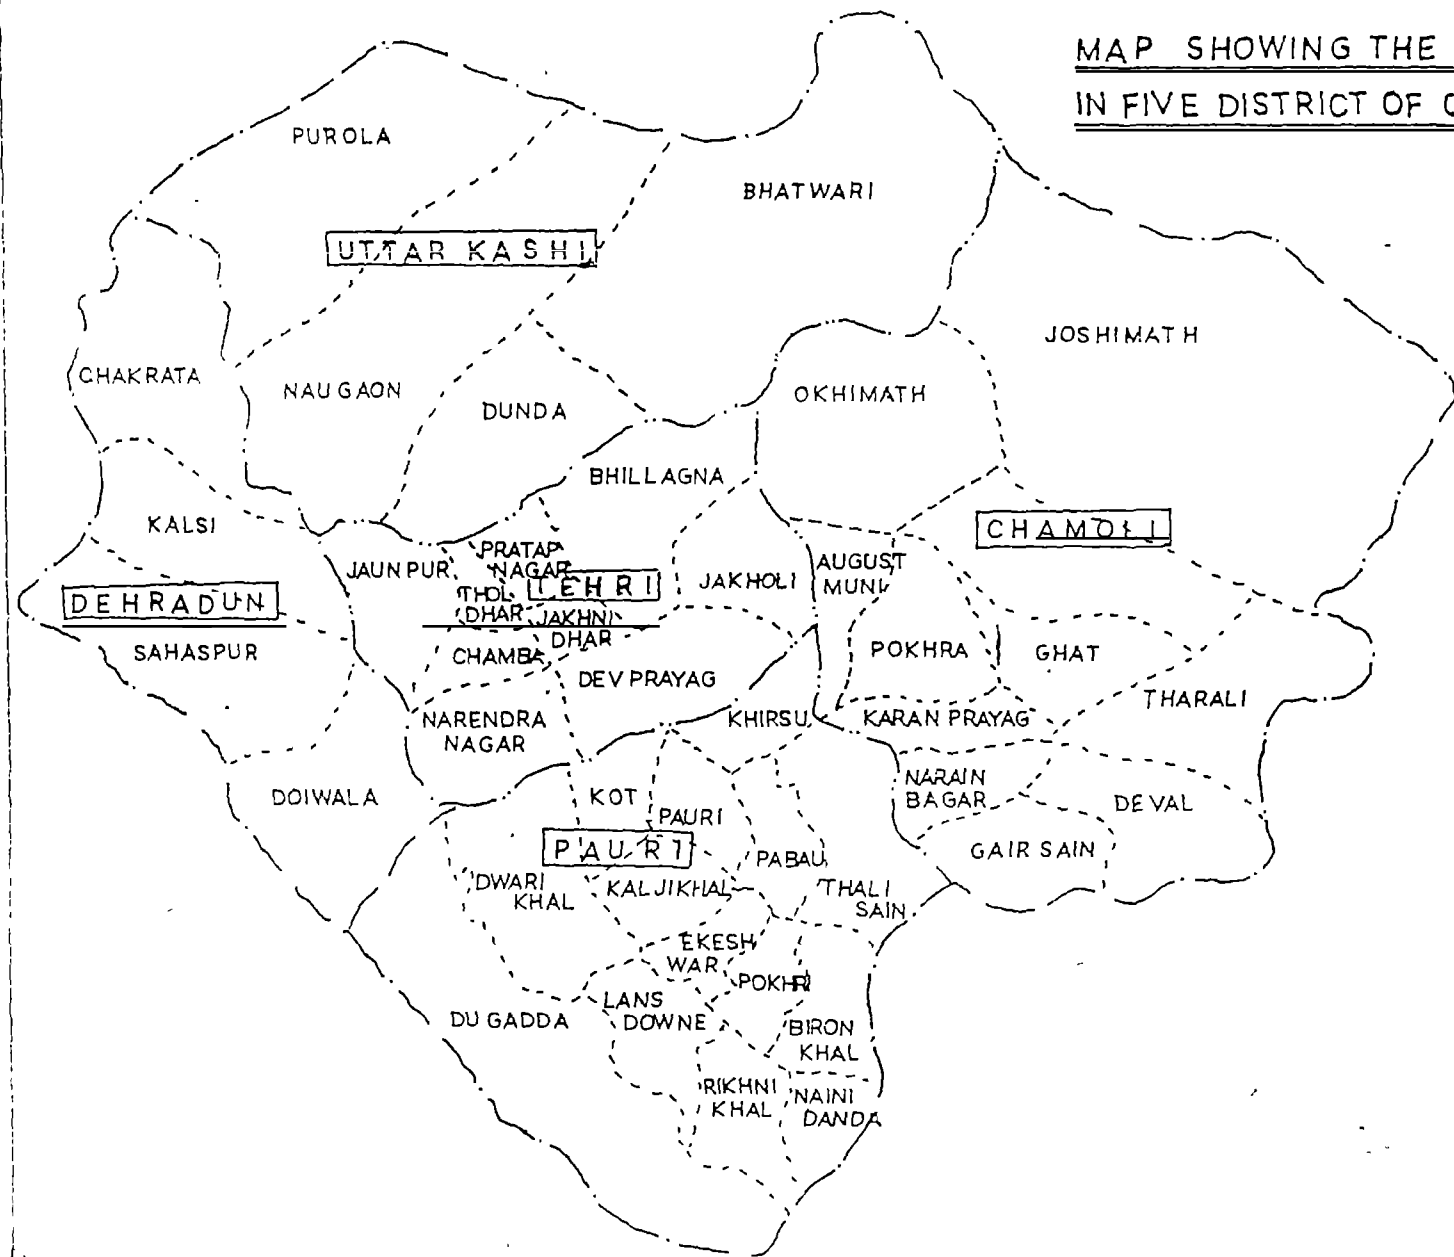 MAP SHOWING THE
IN FIVE DISTRICT OF
PUROLA
BHATWARI
UTTAR KASHI
JOSHIMATH
CHAKRATA
NAUGAON
DUNDA
OKHIMATH
BHILLAGNA
KALSI
CHAMOLI
JAUNPUR
PRATAP
NAGAR
TEHRI
JAKHOLI
AUGUST
MUNI
DEHRADUN
THOL
DHAR
JAKHNI
DHAR
SAHASPUR
CHAMBA
DEV PRAYAG
POKHRA
GHAT
THARALI
NARENDRA
NAGAR
KHIRSU
KARAN PRAYAG
DOIWALA
KOT
PAURI
NARAIN
BAGAR
DEVAL
PAURI
PABAU
GAIR SAIN
DWARI
KHAL
KALJIKHAL
THALI
SAIN
EKESH
WAR
POKHRI
LANS
DOWNE
DUGADDA
BIRON
KHAL
RIKHNI
KHAL
NAINI
DANDA